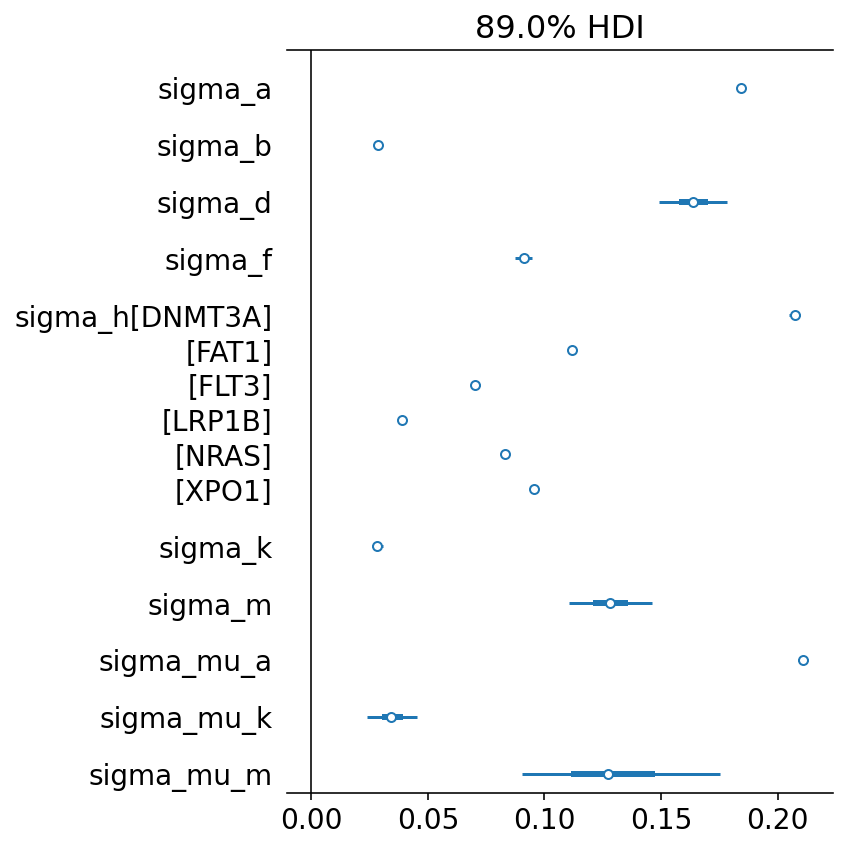 89.0% HDI
sigma_a
sigma_b
sigma_d
sigma_f
sigma_h[DNMT3A]
[FAT1]
[FLT3]
[LRP1B]
[NRAS]
[XPO1]
sigma_k
sigma_m
sigma_mu_a
sigma_mu_k
sigma_mu_m
0.00 0.05 0.10 0.15 0.20